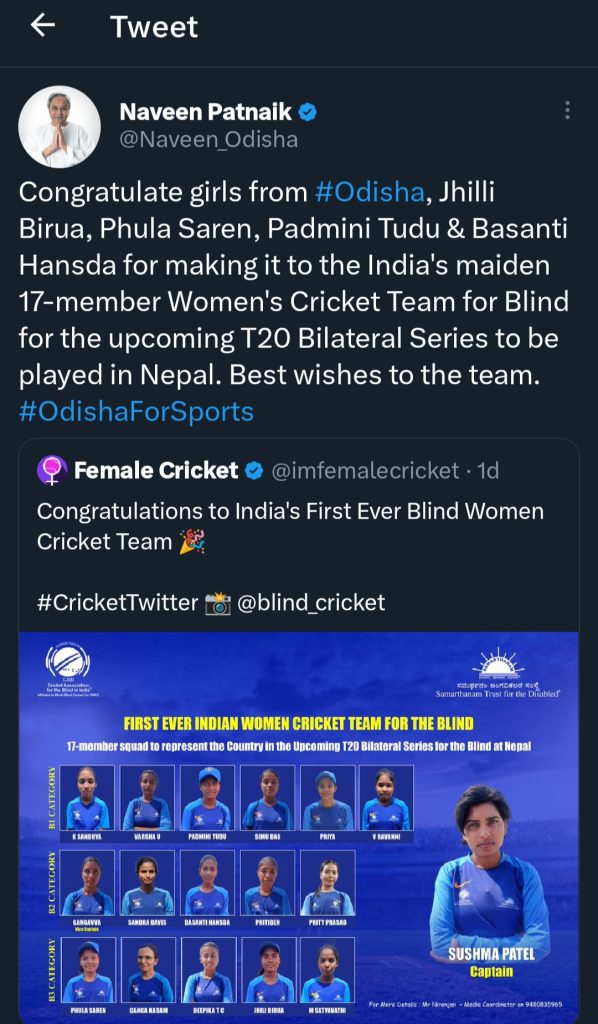 Tweet
Naveen Patnaik
@Naveen_Odisha
Congratulate girls from #Odisha, Jhilli
Birua, Phula Saren, Padmini Tudu & Basanti
Hansda for making it to the India's maiden
17-member Women's Cricket Team for Blind
for the upcoming T20 Bilateral Series to be
played in Nepal. Best wishes to the team.
#OdishaForSports
Female Cricket @imfemalecricket · 1d
Congratulations to India's First Ever Blind Women
Cricket Team 🎉
#CricketTwitter 📸 @blind_cricket
CABI
Cricket Association
for the Blind in India
ಸಮರ್ಥನಂ ಅಂಗವಿಕಲರ ಸಂಸ್ಥೆ
Samarthanam Trust for the Disabled
FIRST EVER INDIAN WOMEN CRICKET TEAM FOR THE BLIND
17-member squad to represent the Country in the Upcoming T20 Bilateral Series for the Blind at Nepal
B1 CATEGORY
K SANDHYA VARSHA U PADMINI TUDU SIMU DAS PRIYA V RAVANNI
B2 CATEGORY
GANGAVVA SANDRA DAVIS BASANTI HANSDA PRITIBEN PRITY PRASAD
Vice Captain
B3 CATEGORY
PHULA SAREN GANGA KADAM DEEPIKA T C JHILI BIRUA M SATYAVATHI
SUSHMA PATEL
Captain
For More Details : Mr Niranjan - Media Coordinator on 9480835965